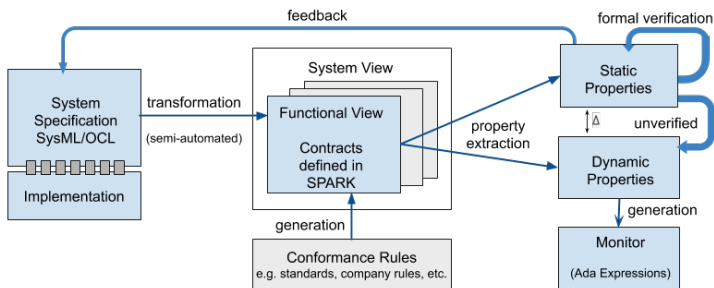 feedback
formal verification
System View
System
Specification
SysML/OCL
transformation
(semi-automated)
Functional View
Contracts
defined in
SPARK
Static
Properties
property
extraction
Δ
unverified
Dynamic
Properties
Implementation
generation
generation
Conformance Rules
e.g. standards, company rules, etc.
Monitor
(Ada Expressions)